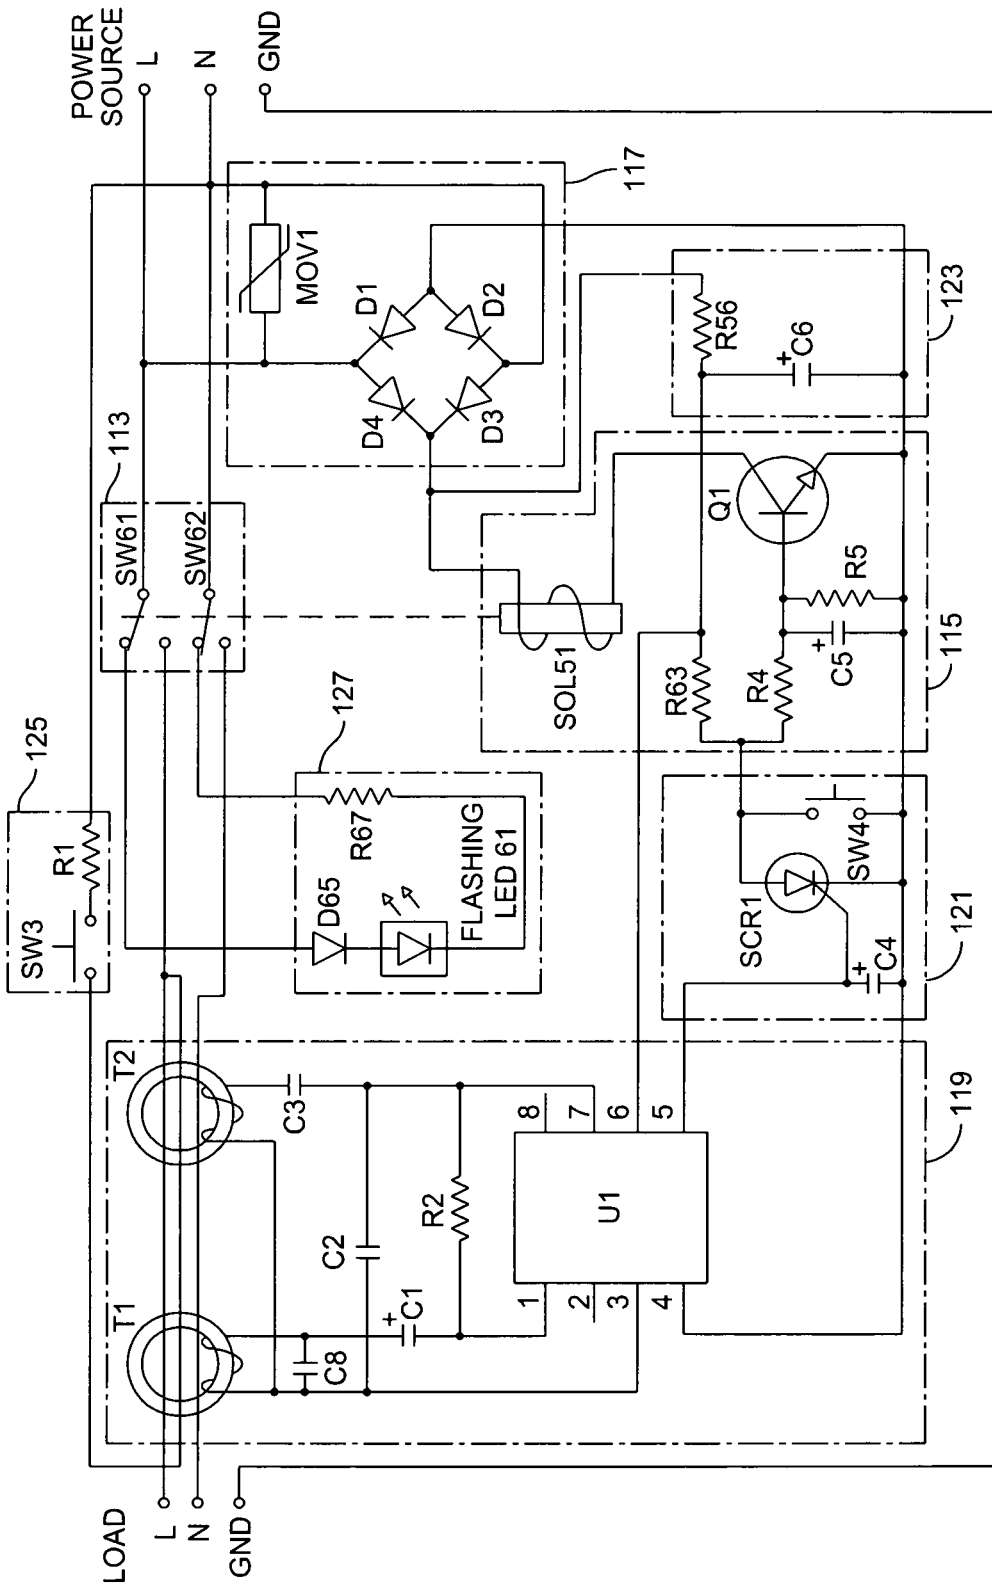 POWER
SOURCE
L
N
GND
113
SW61
SW62
125
SW3
R1
127
R67
D65
FLASHING
LED 61
117
MOV1
D1
D2
D3
D4
SOL51
R63
R4
C5
R5
Q1
115
R56
+
C6
123
+
SCR1
SW4
+
C4
121
T1
T2
C3
C2
C8
+
C1
R2
U1
1
2
3
4
5
6
7
8
119
LOAD
L
N
GND